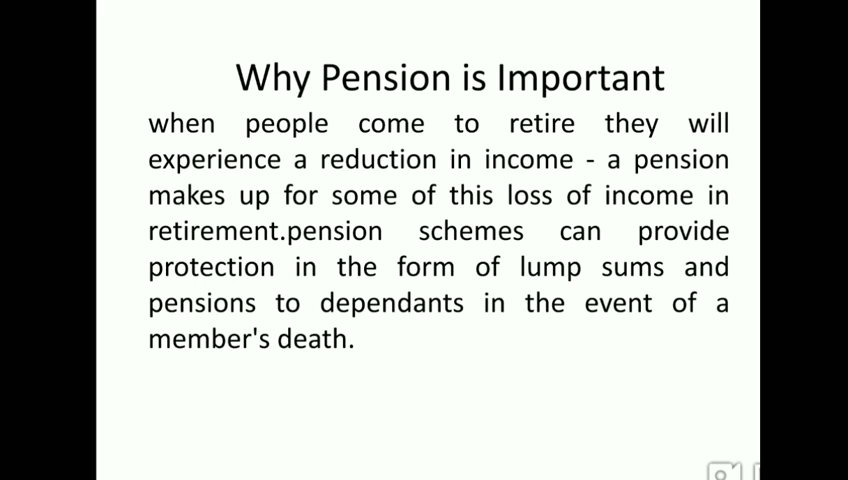 Why Pension is Important
when people come to retire they will
experience a reduction in income - a pension
makes up for some of this loss of income in
retirement.pension schemes can provide
protection in the form of lump sums and
pensions to dependants in the event of a
member's death.